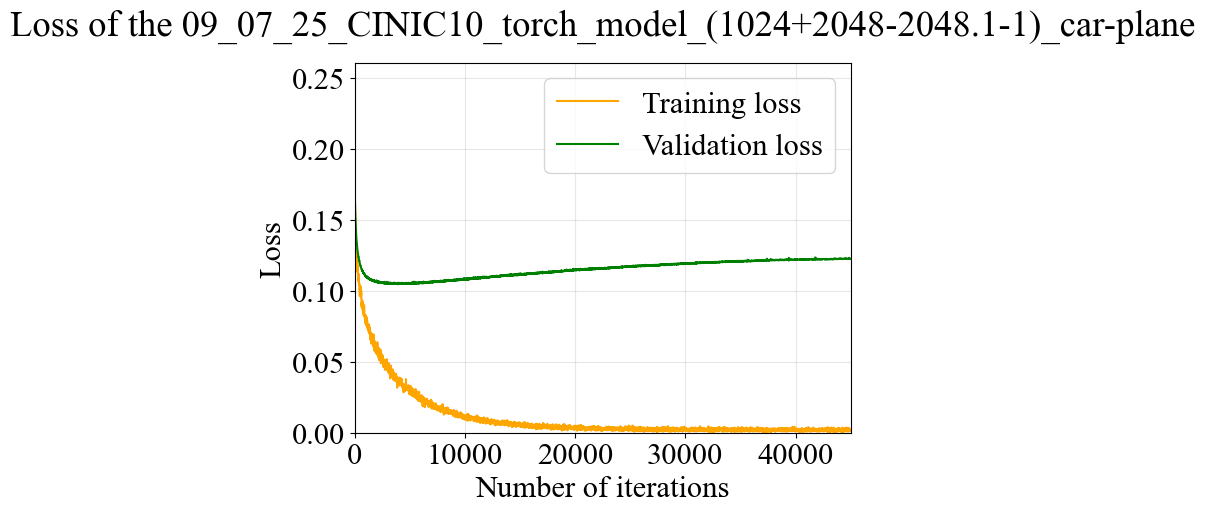 Loss of the 09_07_25_CINIC10_torch_model_(1024+2048-2048.1-1)_car-plane
0.25
0.20
0.15
0.10
0.05
0.00
Loss
Training loss
Validation loss
0 10000 20000 30000 40000
Number of iterations